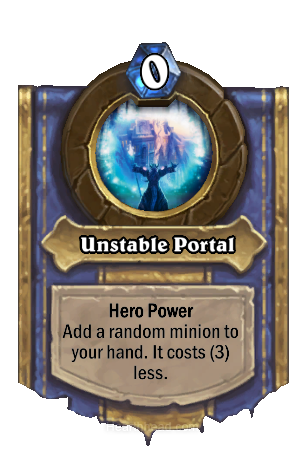 0
Unstable Portal
Hero Power
Add a random minion to
your hand. It costs (3)
less.